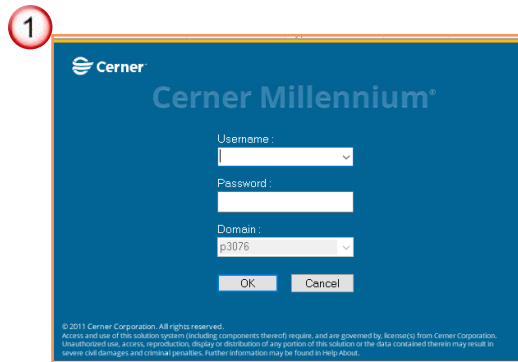 1
Cerner
Cerner Millennium®
Username :
Password :
Domain :
p3076
OK Cancel
© 2011 Cerner Corporation. All rights reserved.
Access and use of this solution system (including components thereof) require, and are governed by, license(s) from Cerner Corporation.
Unauthorized use, access, reproduction, display or distribution of any portion of this solution or the data contained therein may result in
severe civil damages and criminal penalties. Further information may be found in Help About.